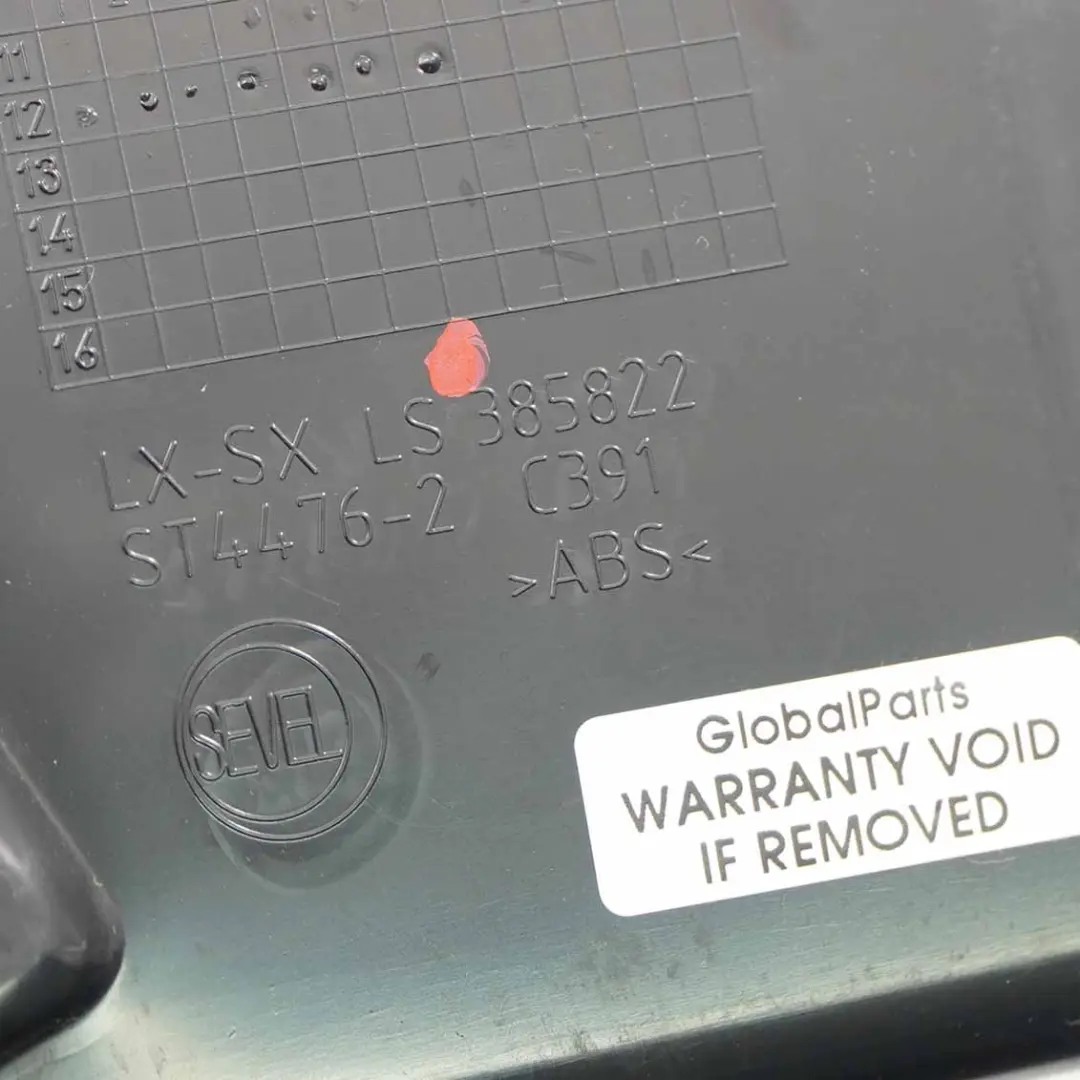 11
12
13
14
15
16
LX-SX LS 385822
ST4476-2 C391
>ABS<
SEVEL
GlobalParts
WARRANTY VOID
IF REMOVED